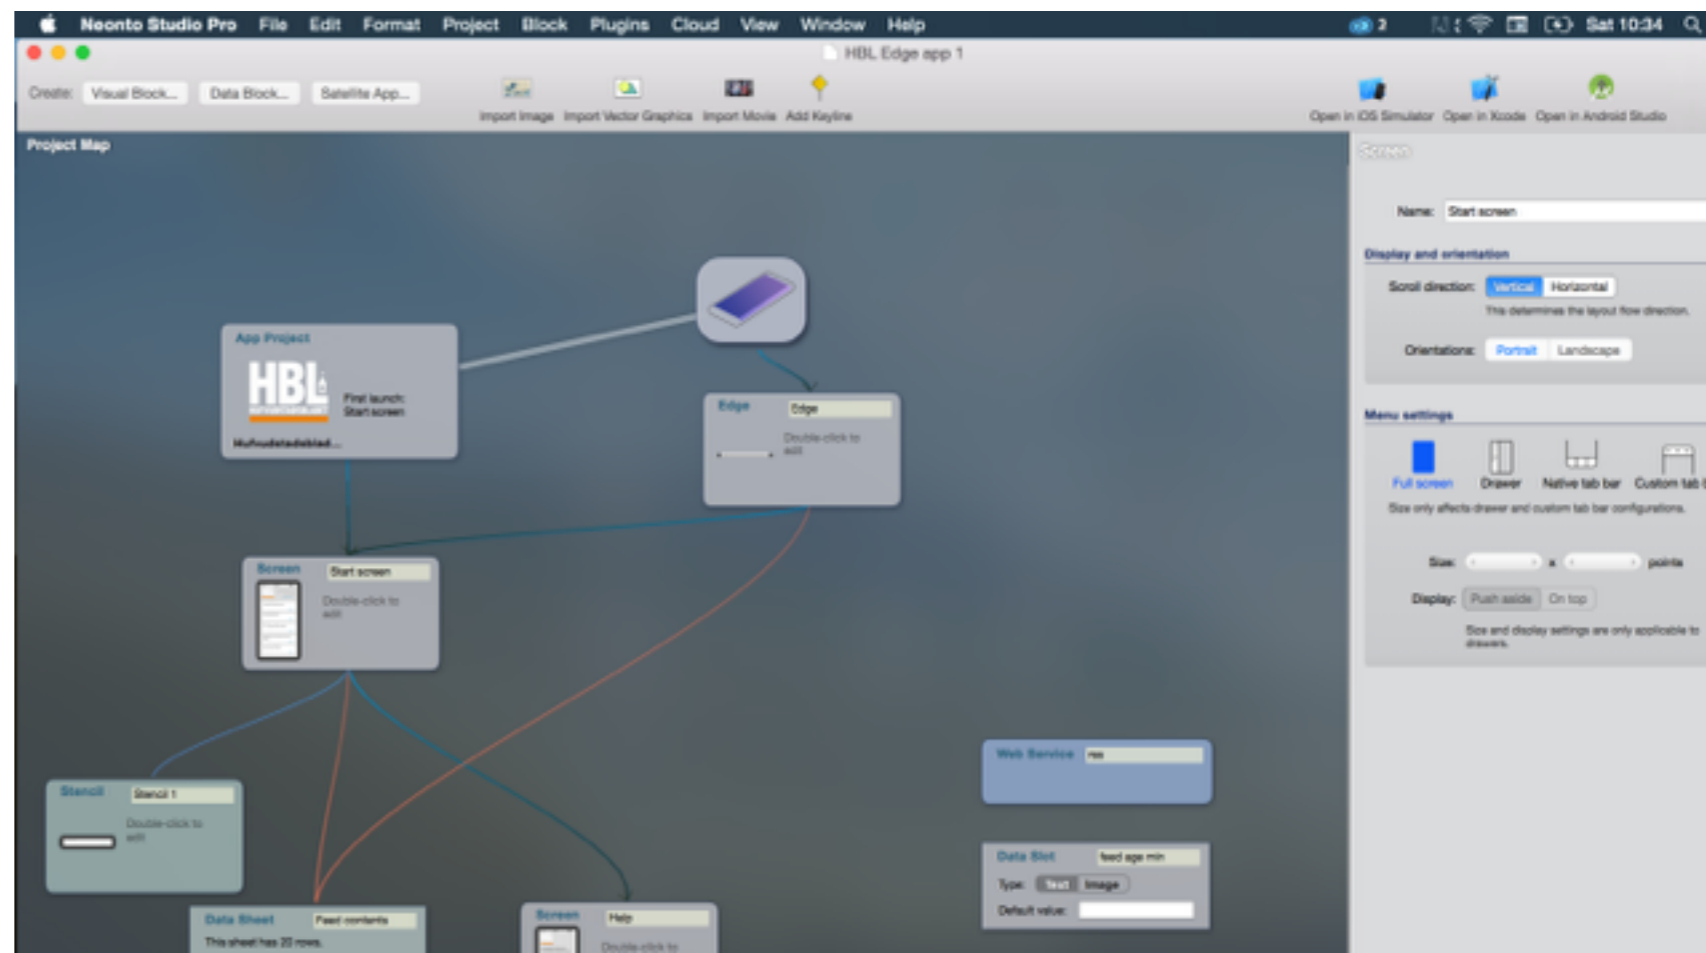 Neonto Studio Pro File Edit Format Project Block Plugins Cloud View Window Help 2 Sat 10:34
HBL Edge app 1
Create: Visual Block... Data Block... Satellite App...
Import Image Import Vector Graphics Import Movie Add Keyline
Open in iOS Simulator Open in Xcode Open in Android Studio
Project Map
App Project
HBL
First launch:
Start screen
Hufvudstadsblad...
Edge Edge
Double-click to
edit
Screen Start screen
Double-click to
edit
Stencil Stencil 1
Double-click to
edit
Data Sheet Feed contents
This sheet has 20 rows.
Screen Help
Double-click to
Web Service rss
Data Slot feed age min
Type: Text Image
Default value:
Screen
Name: Start screen
Display and orientation
Scroll direction: Vertical Horizontal
This determines the layout flow direction.
Orientations: Portrait Landscape
Menu settings
Full screen Drawer Native tab bar Custom tab
Size only affects drawer and custom tab bar configurations.
Size: x points
Display: Push aside On top
Size and display settings are only applicable to
drawers.